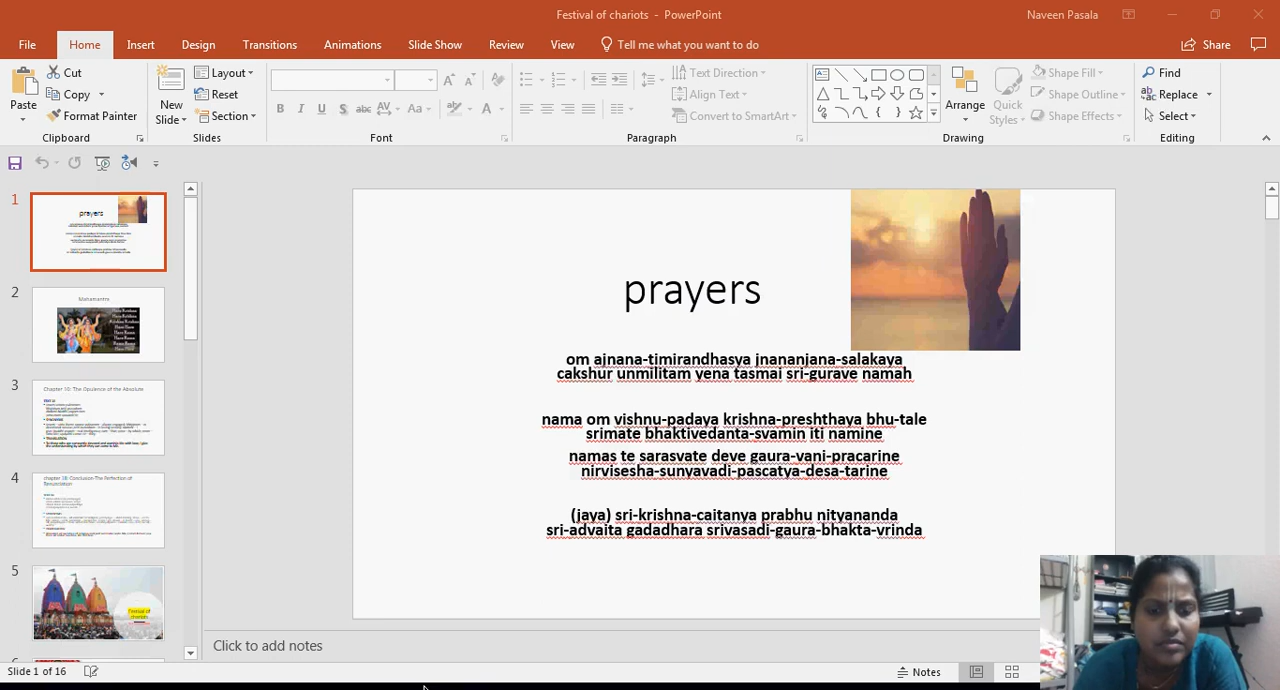 Festival of chariots - PowerPoint
Naveen Pasala
File Home Insert Design Transitions Animations Slide Show Review View Tell me what you want to do Share
Paste
Cut
Copy
Format Painter
Clipboard
New Slide
Layout
Reset
Section
Slides
Font
Text Direction
Align Text
Convert to SmartArt
Paragraph
Arrange
Quick Styles
Shape Fill
Shape Outline
Shape Effects
Drawing
Find
Replace
Select
Editing
1
prayers
2
Mahamantra
3
Chapter 10: The Opulence of the Absolute
4
chapter 18: Conclusion-The Perfection of
Renunciation
5
Festival of
chariots
prayers
om ajnana-timirandhasya jnananjana-salakaya
cakshur unmilitam yena tasmai sri-gurave namah
nama om vishnu-padaya krishna-preshthaya bhu-tale
srimate bhaktivedanta-svamin iti namine
namas te sarasvate deve gaura-vani-pracarine
nirvisesha-sunyavadi-pascatya-desa-tarine
(jaya) sri-krishna-caitanya prabhu nityananda
sri-advaita gadadhara srivasadi-gaura-bhakta-vrinda
Click to add notes
Slide 1 of 16
Notes